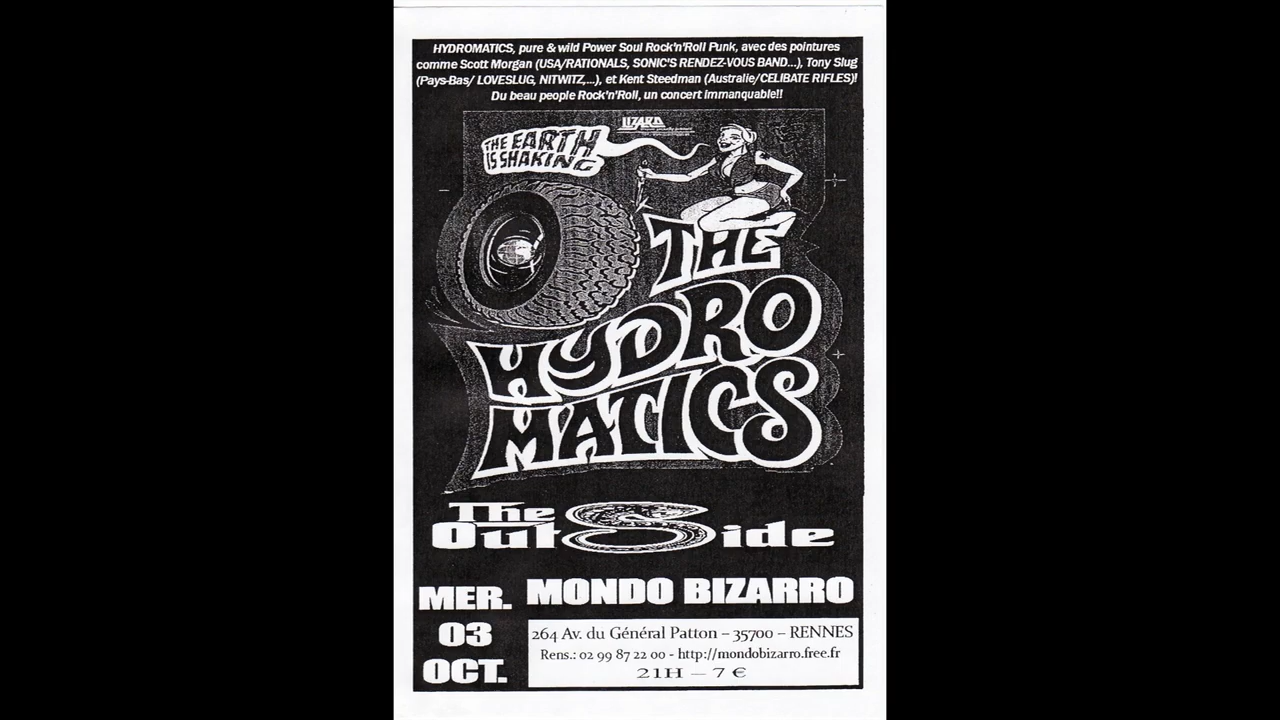 HYDROMATICS, pure & wild Power Soul Rock'n'Roll Punk, avec des pointures
comme Scott Morgan (USA/RATIONALS, SONIC'S RENDEZ-VOUS BAND...), Tony Slug
(Pays-Bas/ LOVESLUG, NITWITZ,...), et Kent Steedman (Australie/CELIBATE RIFLES)!
Du beau people Rock'n'Roll, un concert immanquable!!
LIZARD
THE EARTH
IS SHAKING
THE
HYDRO
MATICS
The
OutSide
MER.
03
OCT.
MONDO BIZARRO
264 Av. du Général Patton – 35700 – RENNES
Rens.: 02 99 87 22 00 - http://mondobizarro.free.fr
21H – 7 €